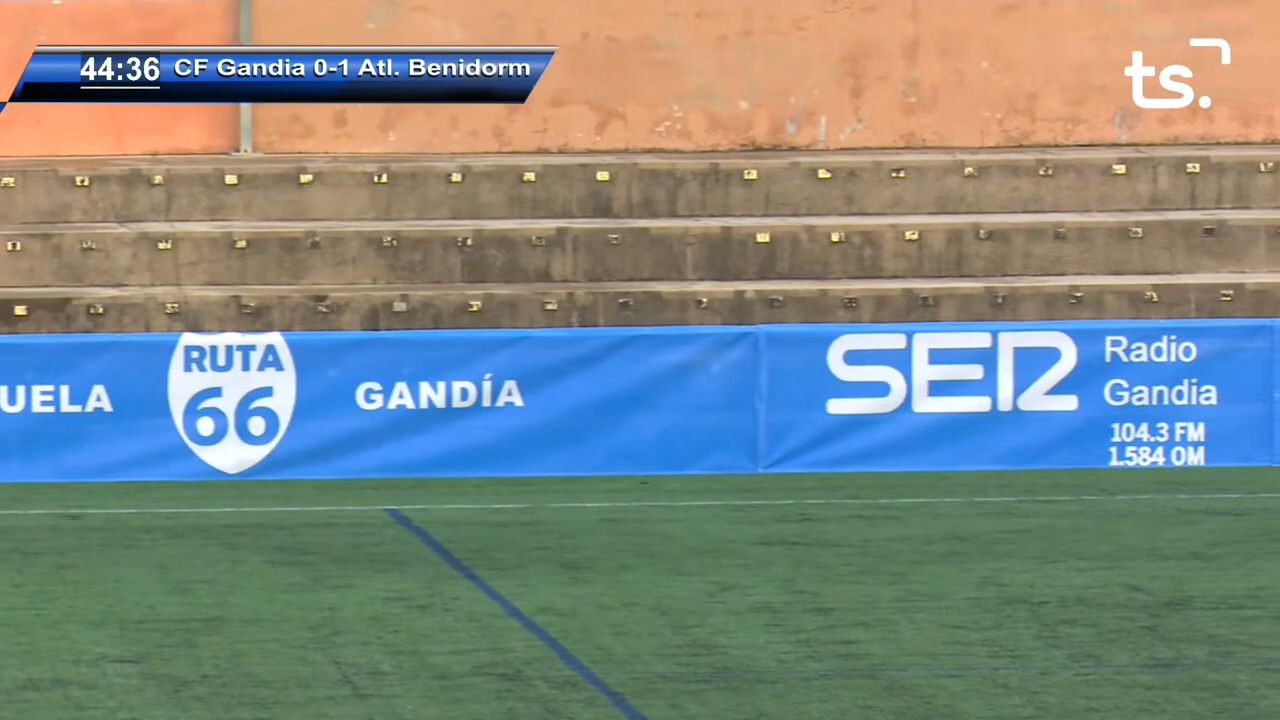 44:36 CF Gandia 0-1 Atl. Benidorm
ts.
UELA
RUTA
66
GANDÍA
SER
Radio
Gandia
104.3 FM
1.584 OM